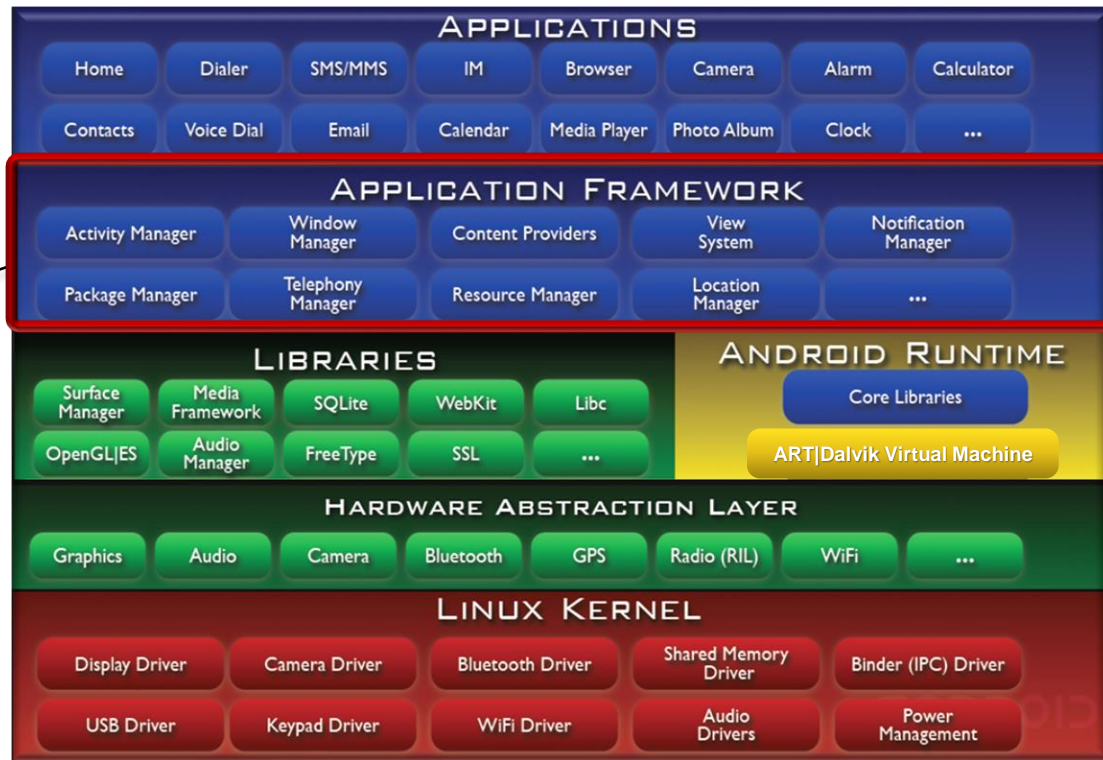 APPLICATIONS
Home Dialer SMS/MMS IM Browser Camera Alarm Calculator
Contacts Voice Dial Email Calendar Media Player Photo Album Clock ...
APPLICATION FRAMEWORK
Activity Manager
Window
Manager
Content Providers
View
System
Notification
Manager
Package Manager
Telephony
Manager
Resource Manager
Location
Manager
...
LIBRARIES
Surface
Manager
Media
Framework
SQLite
WebKit
Libc
OpenGL|ES
Audio
Manager
FreeType
SSL
...
ANDROID RUNTIME
Core Libraries
ART|Dalvik Virtual Machine
HARDWARE ABSTRACTION LAYER
Graphics Audio Camera Bluetooth GPS Radio (RIL) WiFi ...
LINUX KERNEL
Display Driver
Camera Driver
Bluetooth Driver
Shared Memory
Driver
Binder (IPC) Driver
USB Driver
Keypad Driver
WiFi Driver
Audio
Drivers
Power
Management